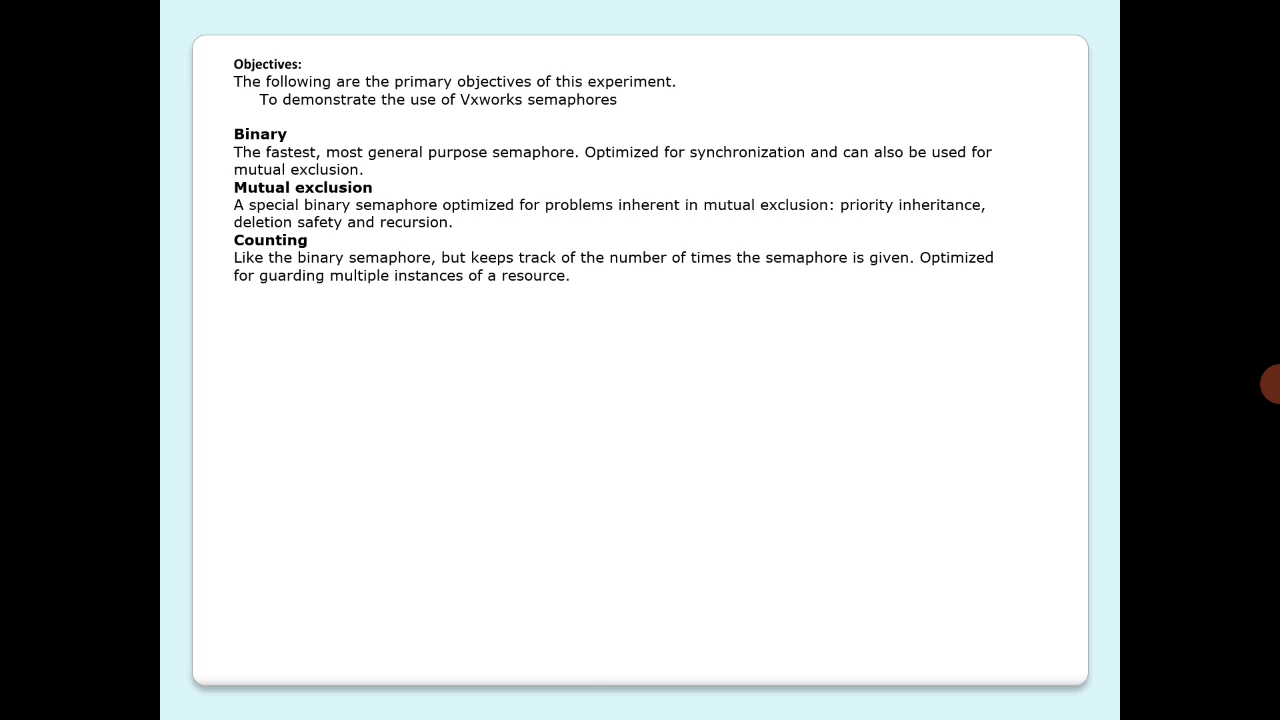 Objectives:
The following are the primary objectives of this experiment.
To demonstrate the use of Vxworks semaphores
Binary
The fastest, most general purpose semaphore. Optimized for synchronization and can also be used for
mutual exclusion.
Mutual exclusion
A special binary semaphore optimized for problems inherent in mutual exclusion: priority inheritance,
deletion safety and recursion.
Counting
Like the binary semaphore, but keeps track of the number of times the semaphore is given. Optimized
for guarding multiple instances of a resource.